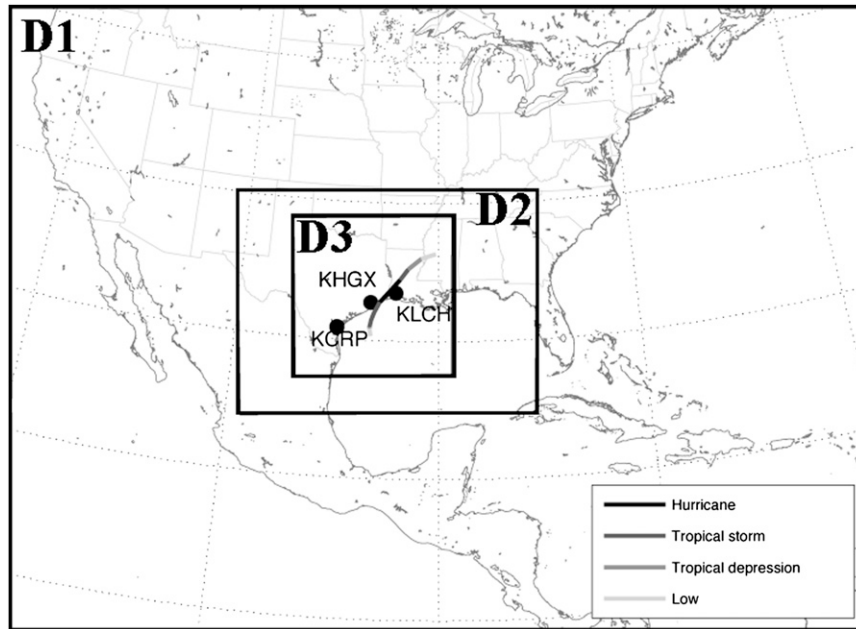 D1
D2
D3
KHGX
KLCH
KCRP
Hurricane
Tropical storm
Tropical depression
Low